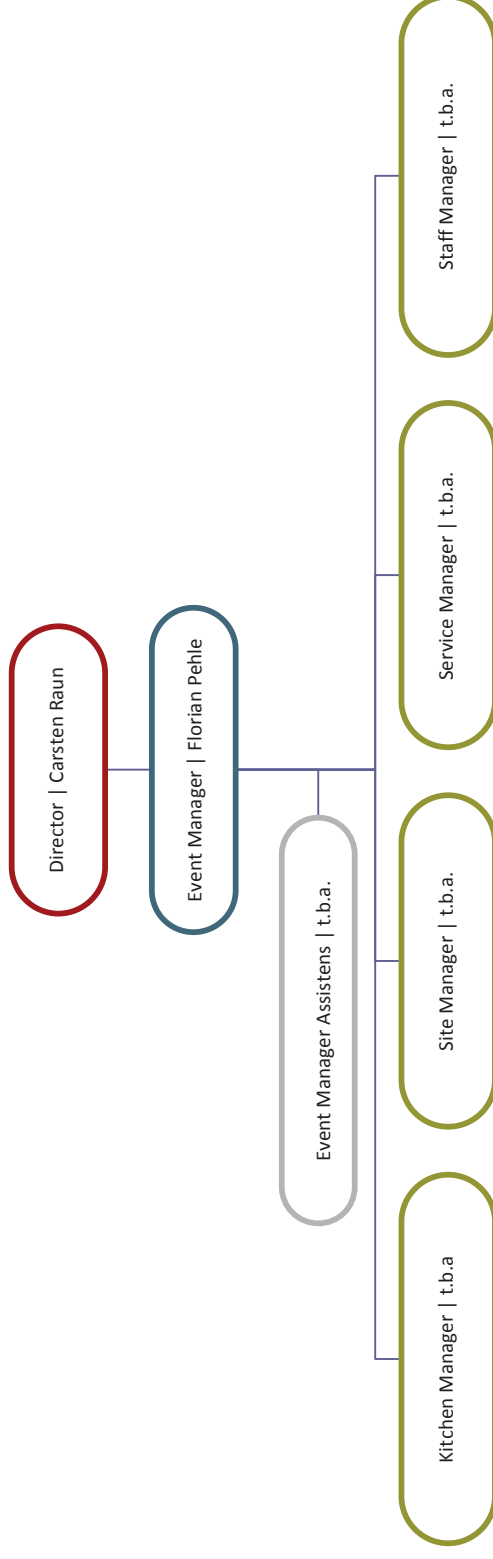 Director | Carsten Raun
Event Manager | Florian Pehle
Event Manager Assistens | t.b.a.
Kitchen Manager | t.b.a
Site Manager | t.b.a.
Service Manager | t.b.a.
Staff Manager | t.b.a.